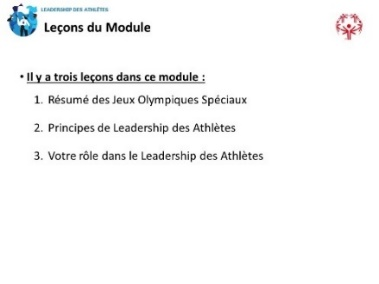 LEADERSHIP DES ATHLÈTES
Leçons du Module
• Il y a trois leçons dans ce module :
1. Résumé des Jeux Olympiques Spéciaux
2. Principes de Leadership des Athlètes
3. Votre rôle dans le Leadership des Athlètes